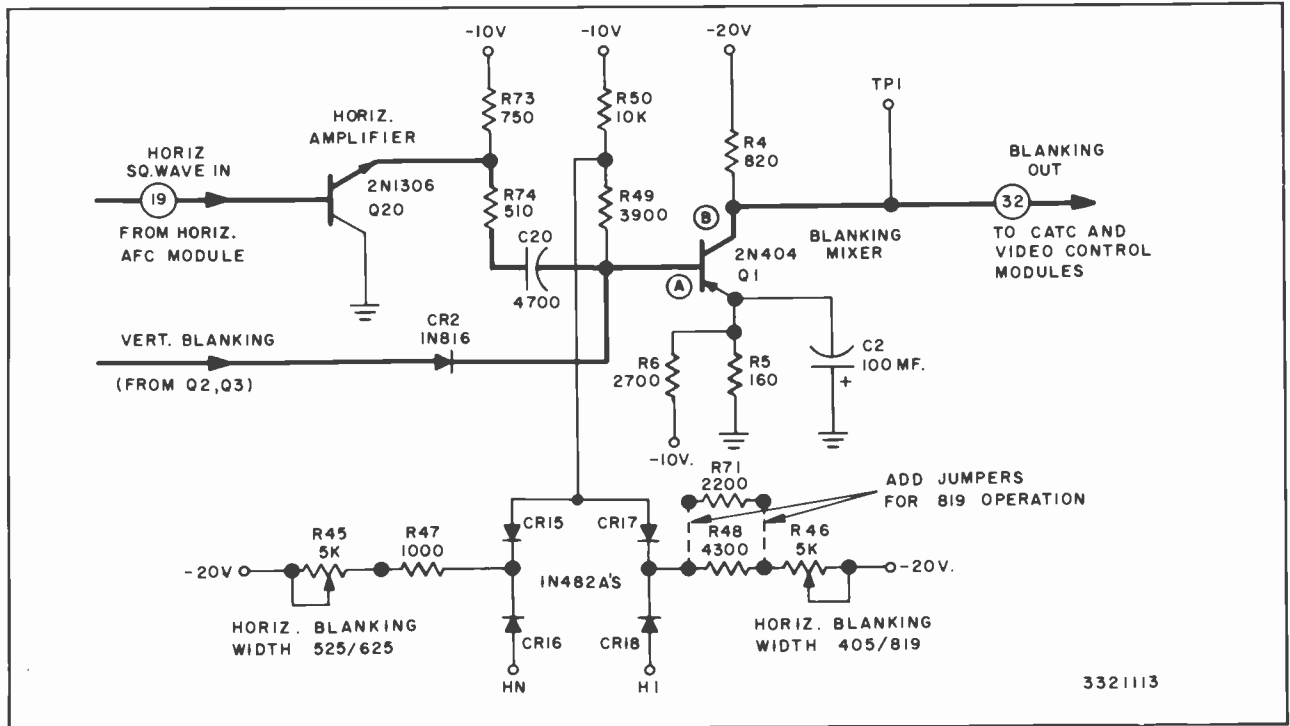 -10V
-10V
-20V
TP1
R73
750
R50
10K
R4
820
HORIZ.
AMPLIFIER
HORIZ
SQ.WAVE IN
19
FROM HORIZ.
AFC MODULE
2N1306
Q20
R74
510
R49
3900
C20
4700
A
B
2N404
Q1
BLANKING
MIXER
BLANKING
OUT
32
TO CATC AND
VIDEO CONTROL
MODULES
VERT. BLANKING
(FROM Q2,Q3)
CR2
1N816
R6
2700
R5
160
C2
100 MF.
+
-10V.
R71
2200
ADD JUMPERS
FOR 819 OPERATION
-20V
R45
5K
R47
1000
CR15
CR17
R48
4300
R46
5K
-20V.
1N482A'S
HORIZ. BLANKING
WIDTH 525/625
CR16
CR18
HORIZ. BLANKING
WIDTH 405/819
HN
H1
3321113